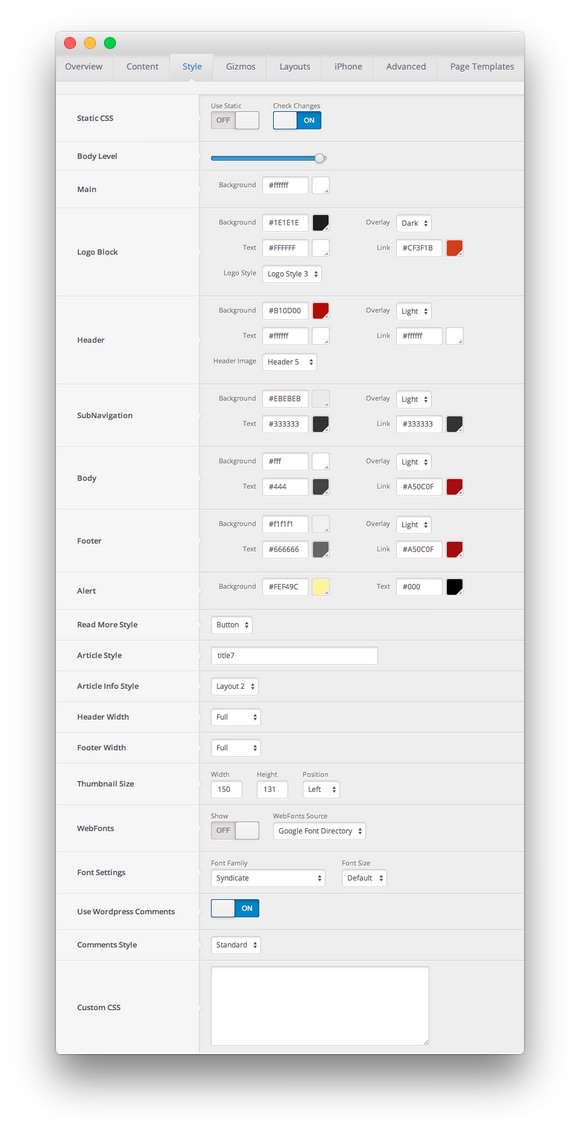 Overview Content Style Gizmos Layouts iPhone Advanced Page Templates
Use Static Check Changes
Static CSS OFF ON
Body Level
Main Background #ffffff
Background #1E1E1E Overlay Dark
Logo Block Text #FFFFFF Link #CF3F1B
Logo Style Logo Style 3
Background #B10D00 Overlay Light
Header Text #ffffff Link #ffffff
Header Image Header 5
Background #EBEBEB Overlay Light
SubNavigation Text #333333 Link #333333
Background #fff Overlay Light
Body Text #444 Link #A50C0F
Background #f1f1f1 Overlay Light
Footer Text #666666 Link #A50C0F
Alert Background #FEF49C Text #000
Read More Style Button
Article Style title7
Article Info Style Layout 2
Header Width Full
Footer Width Full
Width Height Position
Thumbnail Size 150 131 Left
Show WebFonts Source
WebFonts OFF Google Font Directory
Font Family Font Size
Font Settings Syndicate Default
Use Wordpress Comments ON
Comments Style Standard
Custom CSS